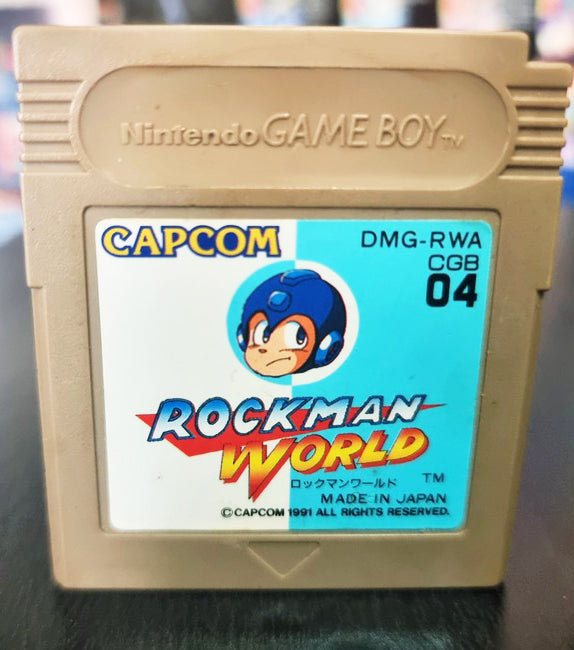 Nintendo GAME BOY TM
CAPCOM
DMG-RWA
CGB
04
ROCKMAN
WORLD
ロックマンワールド TM
MADE IN JAPAN
©CAPCOM 1991 ALL RIGHTS RESERVED.